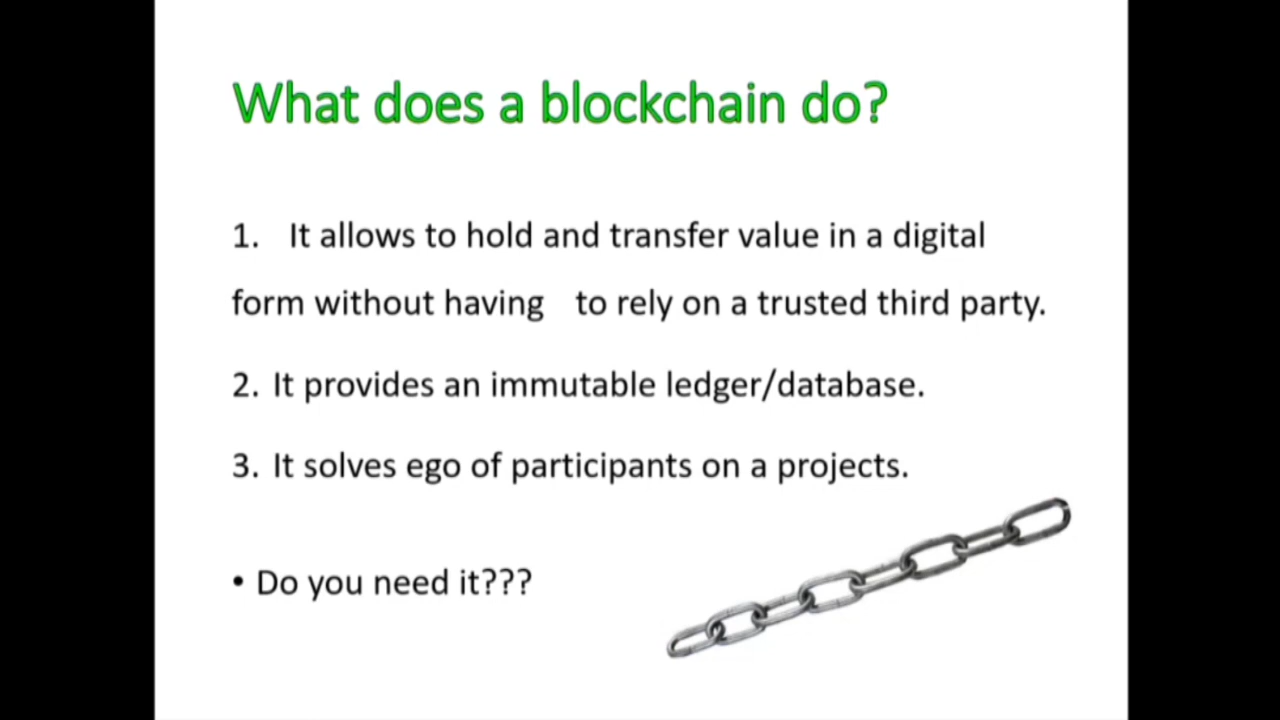 What does a blockchain do?
1. It allows to hold and transfer value in a digital
form without having to rely on a trusted third party.
2. It provides an immutable ledger/database.
3. It solves ego of participants on a projects.
• Do you need it???